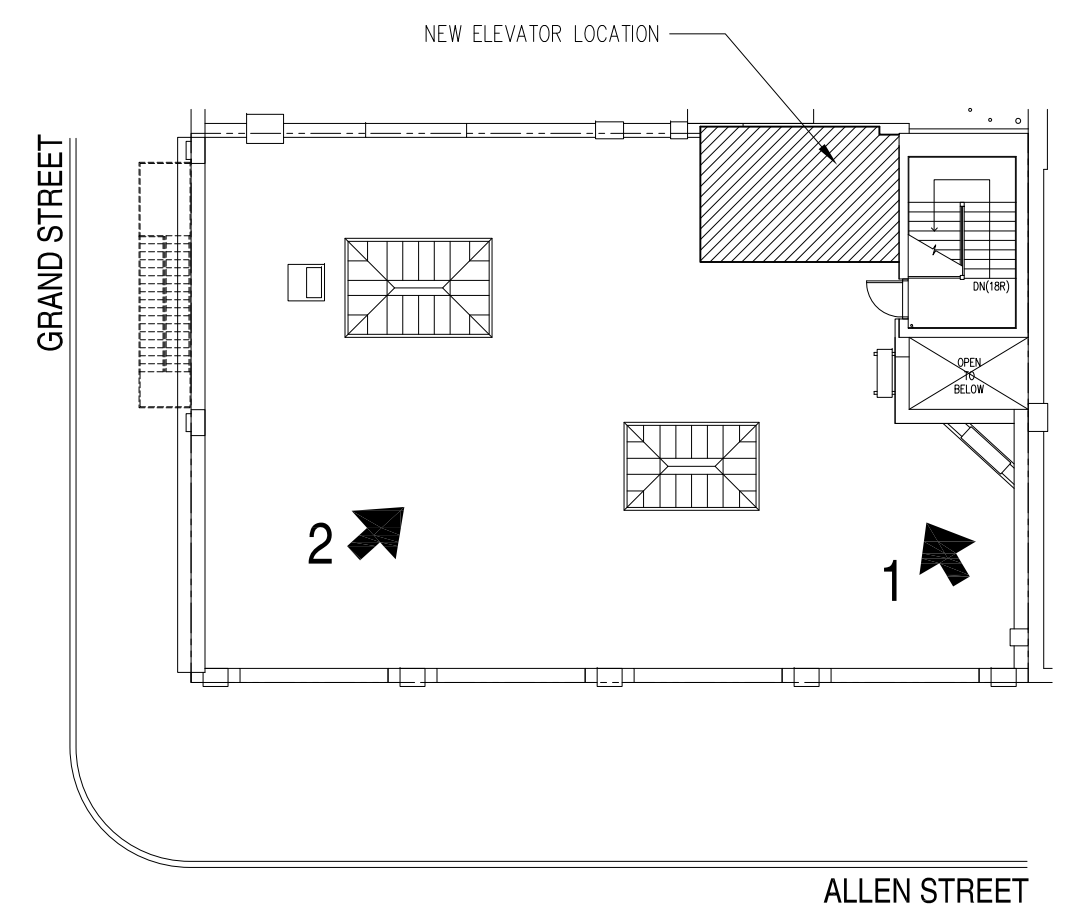 NEW ELEVATOR LOCATION
GRAND STREET
DN(18R)
OPEN
TO
BELOW
2
1
ALLEN STREET